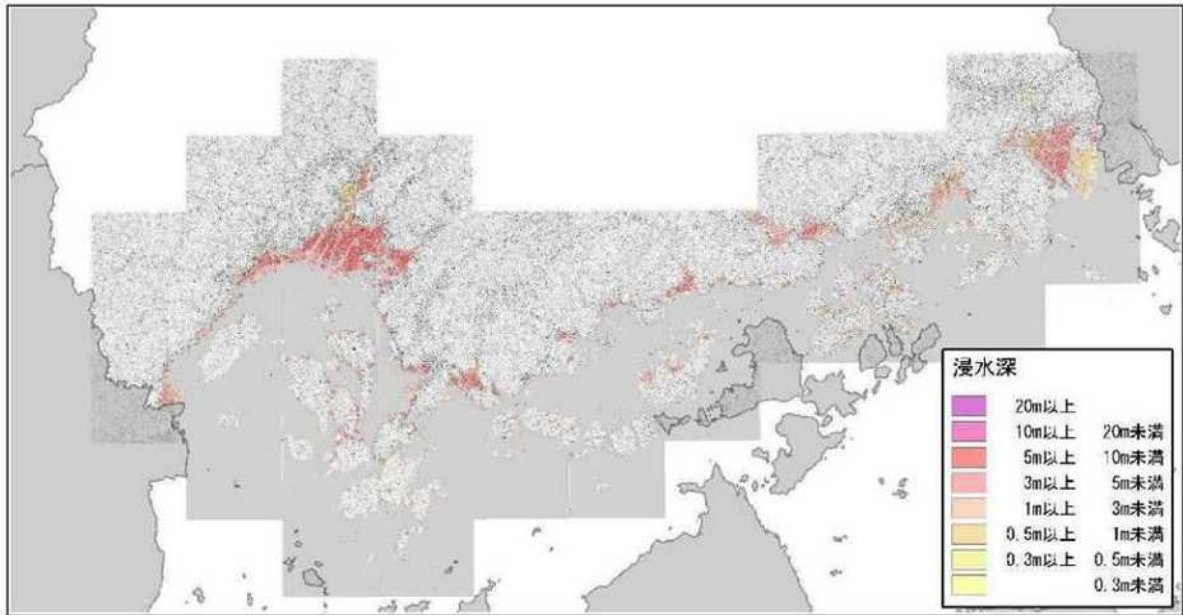 浸水深
20m以上
10m以上 20m未満
5m以上 10m未満
3m以上 5m未満
1m以上 3m未満
0.5m以上 1m未満
0.3m以上 0.5m未満
0.3m未満